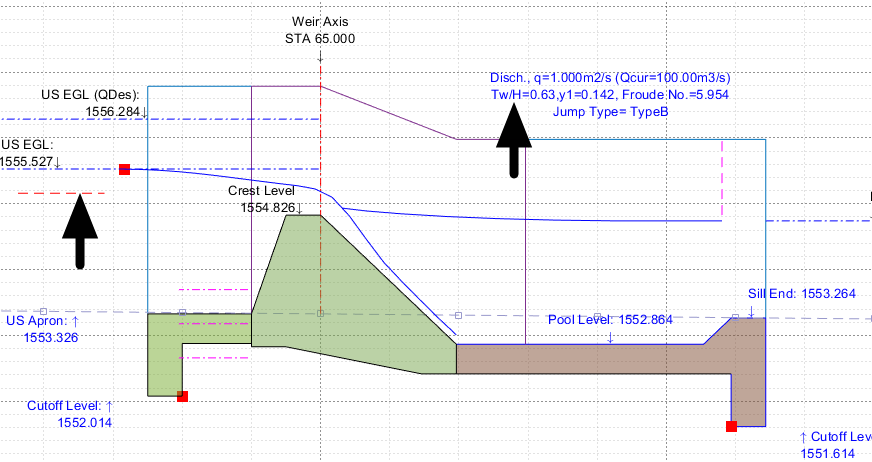 Weir Axis
STA 65.000
↓
Disch., q=1.000m2/s (Qcur=100.00m3/s)
Tw/H=0.63,y1=0.142, Froude No.=5.954
Jump Type= TypeB
US EGL (QDes):
1556.284↓
US EGL:
1555.527↓
Crest Level
1554.826↓
Sill End: 1553.264
↓
US Apron: ↑
1553.326
Pool Level: 1552.864
↓
Cutoff Level: ↑
1552.014
↑ Cutoff Leve
1551.614